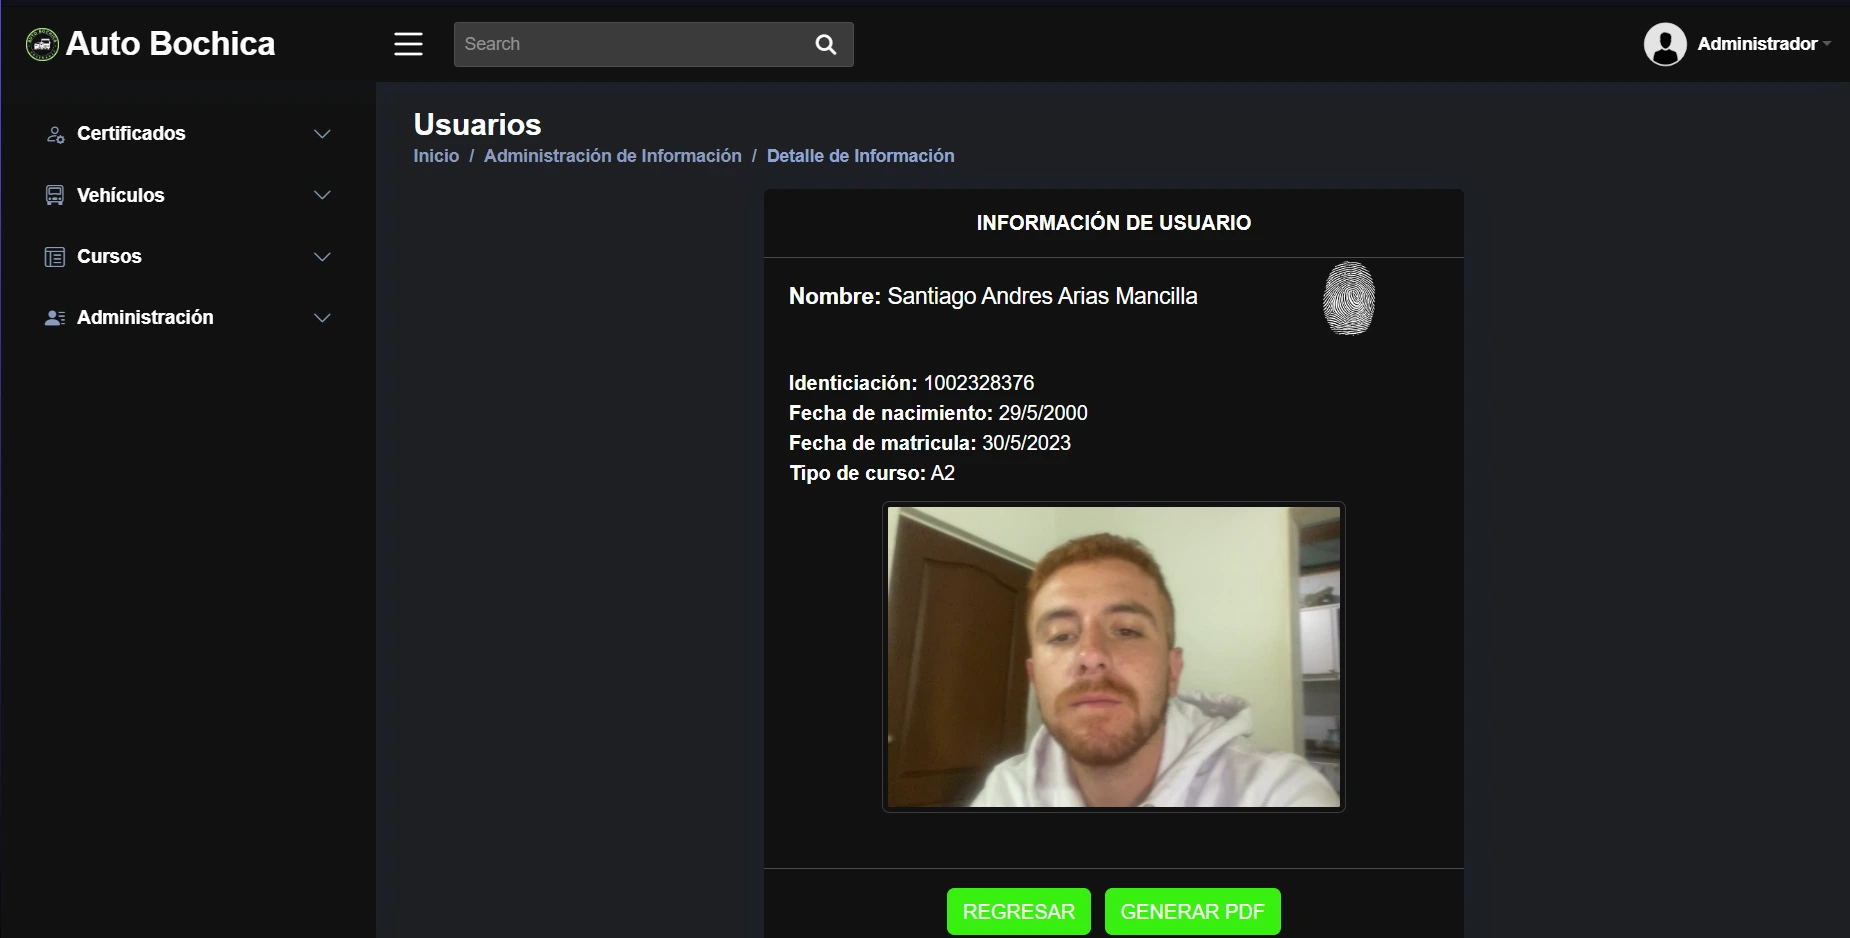 Auto Bochica
Search
Administrador
Certificados
Vehículos
Cursos
Administración
Usuarios
Inicio / Administración de Información / Detalle de Información
INFORMACIÓN DE USUARIO
Nombre: Santiago Andres Arias Mancilla
Identiciación: 1002328376
Fecha de nacimiento: 29/5/2000
Fecha de matricula: 30/5/2023
Tipo de curso: A2
REGRESAR
GENERAR PDF